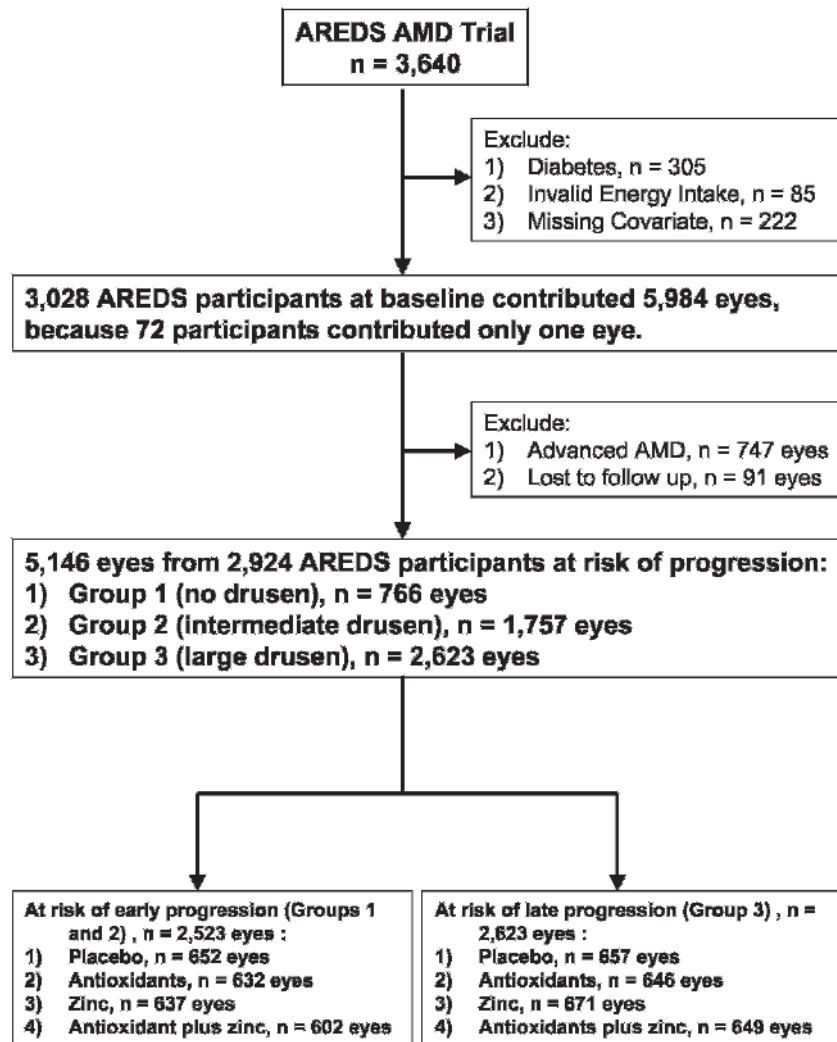 AREDS AMD Trial
n = 3,640
Exclude:
1) Diabetes, n = 305
2) Invalid Energy Intake, n = 85
3) Missing Covariate, n = 222
3,028 AREDS participants at baseline contributed 5,984 eyes,
because 72 participants contributed only one eye.
Exclude:
1) Advanced AMD, n = 747 eyes
2) Lost to follow up, n = 91 eyes
5,146 eyes from 2,924 AREDS participants at risk of progression:
1) Group 1 (no drusen), n = 766 eyes
2) Group 2 (intermediate drusen), n = 1,757 eyes
3) Group 3 (large drusen), n = 2,623 eyes
At risk of early progression (Groups 1
and 2) , n = 2,523 eyes :
1) Placebo, n = 652 eyes
2) Antioxidants, n = 632 eyes
3) Zinc, n = 637 eyes
4) Antioxidant plus zinc, n = 602 eyes
At risk of late progression (Group 3) , n =
2,623 eyes :
1) Placebo, n = 657 eyes
2) Antioxidants, n = 646 eyes
3) Zinc, n = 671 eyes
4) Antioxidants plus zinc, n = 649 eyes